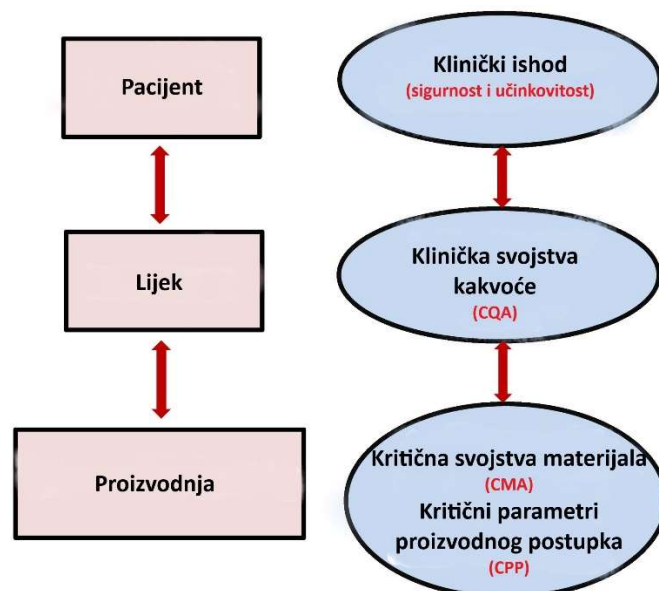 Pacijent
Klinički ishod
(sigurnost i učinkovitost)
Lijek
Klinička svojstva
kakvoće
(CQA)
Proizvodnja
Kritična svojstva materijala
(CMA)
Kritični parametri
proizvodnog postupka
(CPP)